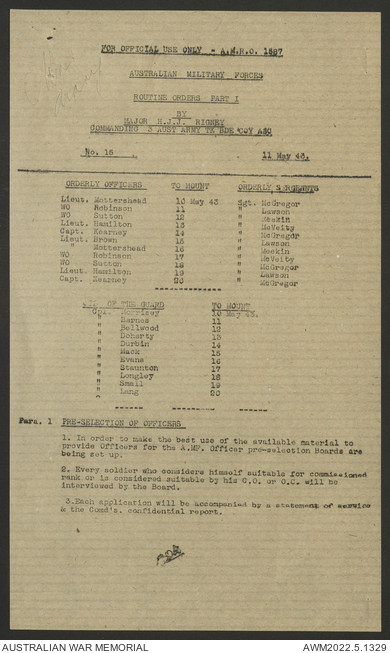 FOR OFFICIAL USE ONLY - A.M.R.O. 1587
AUSTRALIAN MILITARY FORCES
ROUTINE ORDERS PART I
BY
MAJOR H.J.J. RIGNEY
COMMANDING 3 AUST ARMY TK BDE COY ASC
No. 15 . 11 May 43.
ORDERLY OFFICERS TO MOUNT ORDERLY SERGEANTS
Lieut. Mottershead 10 May 43 Sgt. McGregor
WO Robinson 11 " Lawson
WO Sutton 12 " Mackin
Lieut. Hamilton 13 " McVeity
Capt. Kearney 14 " McGregor
Lieut. Brown 15 " Lawson
" Mottershead 16 " Mackin
WO Robinson 17 " McVeity
WO Sutton 18 " McGregor
Lieut. Hamilton 19 " Lawson
Capt. Kearney 20 " McGregor
OF THE GUARD TO MOUNT
Cpl. Morrisey 10 May 43.
" Barnes 11
" Bellwood 12
" Doherty 13
" Durbin 14
" Mack 15
" Evans 16
" Staunton 17
" Longley 18
" Small 19
" Lung 20
Para. 1 PRE-SELECTION OF OFFICERS
1. In order to make the best use of the available material to
provide Officers for the A.MF. Officer pre-selection Boards are
being set up.
2. Every soldier who considers himself suitable for commissioned
rank or is considered suitable by his C.O. or O.C. will be
interviewed by the Board.
3.Each application will be accompanied by a statement of service
& the Comd's. confidential report.
AUSTRALIAN WAR MEMORIAL AWM2022.5.1329